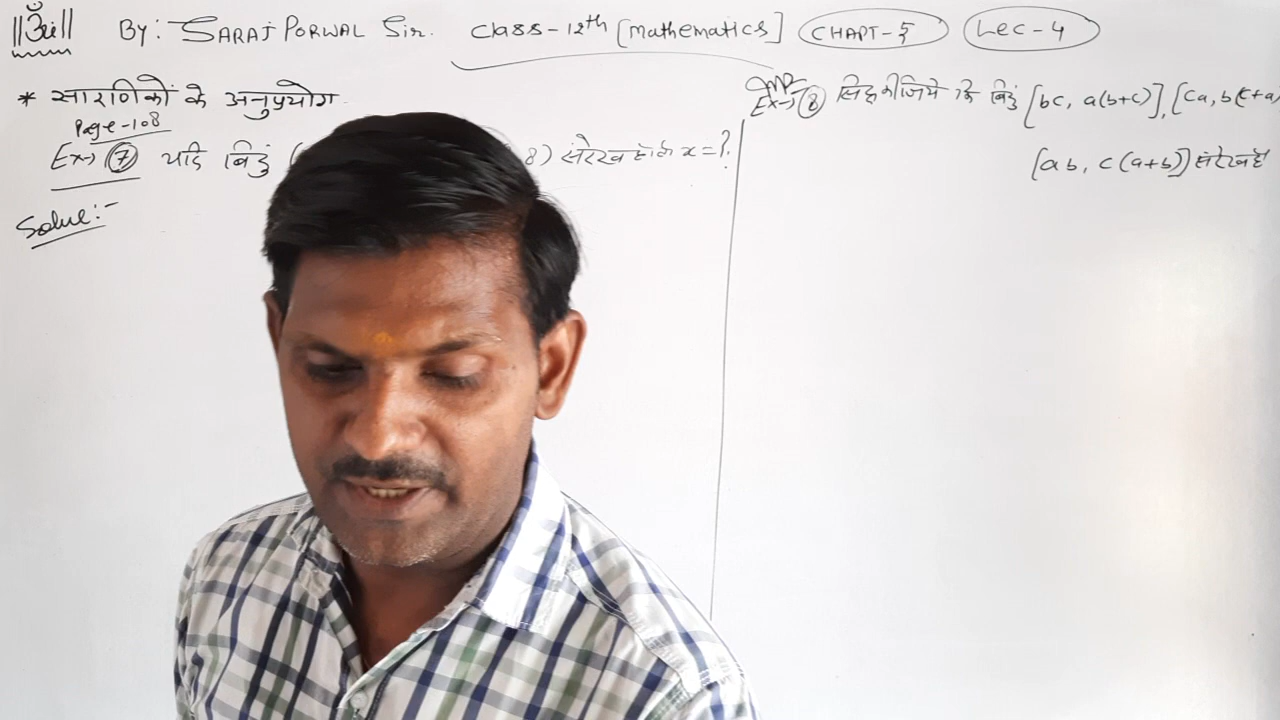 ||ॐ|| By: SARAJ PORWAL Sir. Class-12th [Mathematics] CHAPT-5 Lec-4
* सारणिकों के अनुप्रयोग
Page-108
Ex→ 7 यदि बिंदु ( 8) संरेख हो तो x=?
Solve:-
Imp
Ex→ 8 सिद्ध कीजिये कि बिंदु [bc, a(b+c)], [ca, b(c+a)
[ab, c(a+b)] संरेख है